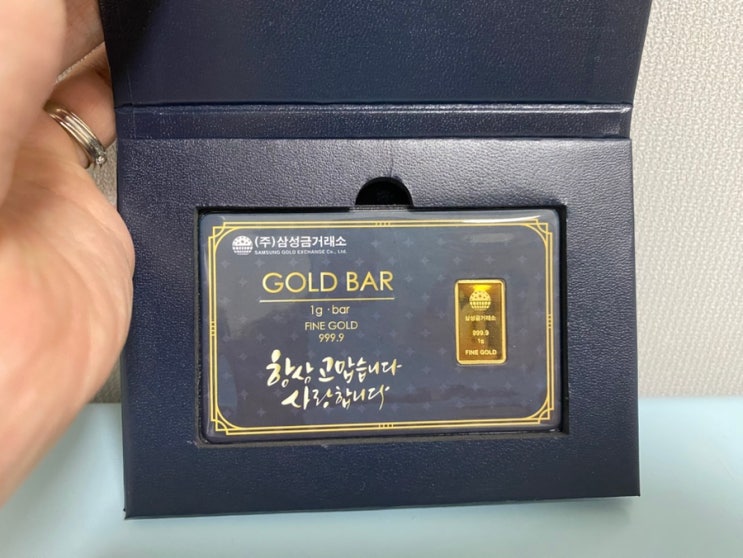 (주)삼성금거래소
SAMSUNG GOLD EXCHANGE Co., Ltd.
GOLD BAR
1g · bar
FINE GOLD
999.9
항상 고맙습니다
사랑합니다
삼성금거래소
999.9
1g
FINE GOLD